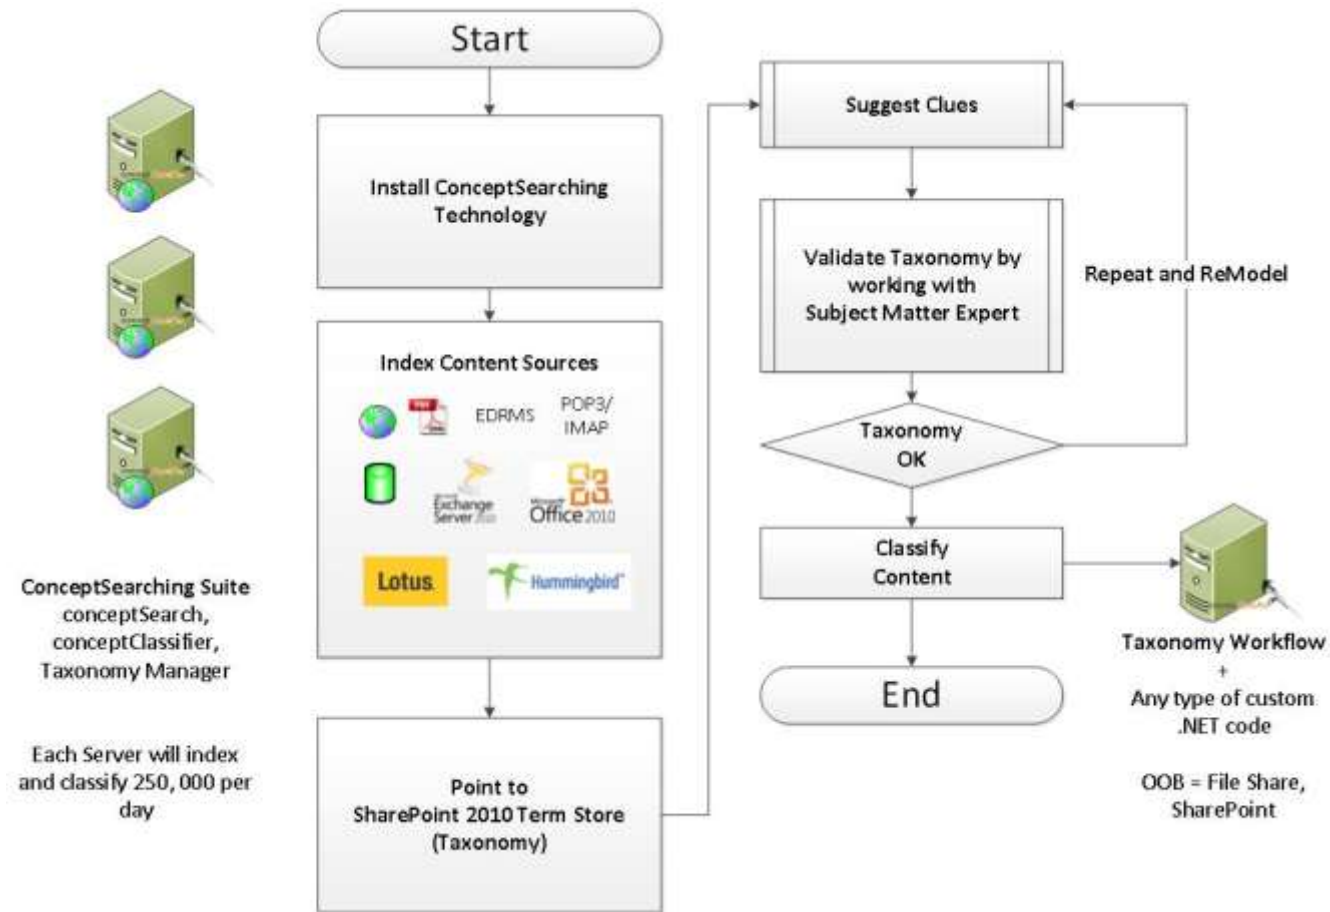 Start
Install ConceptSearching
Technology
Index Content Sources
EDRMS
POP3/
IMAP
Exchange
Server 2010
Microsoft
Office 2010
Lotus.
Hummingbird™
Point to
SharePoint 2010 Term Store
(Taxonomy)
ConceptSearching Suite
conceptSearch,
conceptClassifier,
Taxonomy Manager
Each Server will index
and classify 250, 000 per
day
Suggest Clues
Validate Taxonomy by
working with
Subject Matter Expert
Repeat and ReModel
Taxonomy
OK
Classify
Content
End
Taxonomy Workflow
+
Any type of custom
.NET code
OOB = File Share,
SharePoint